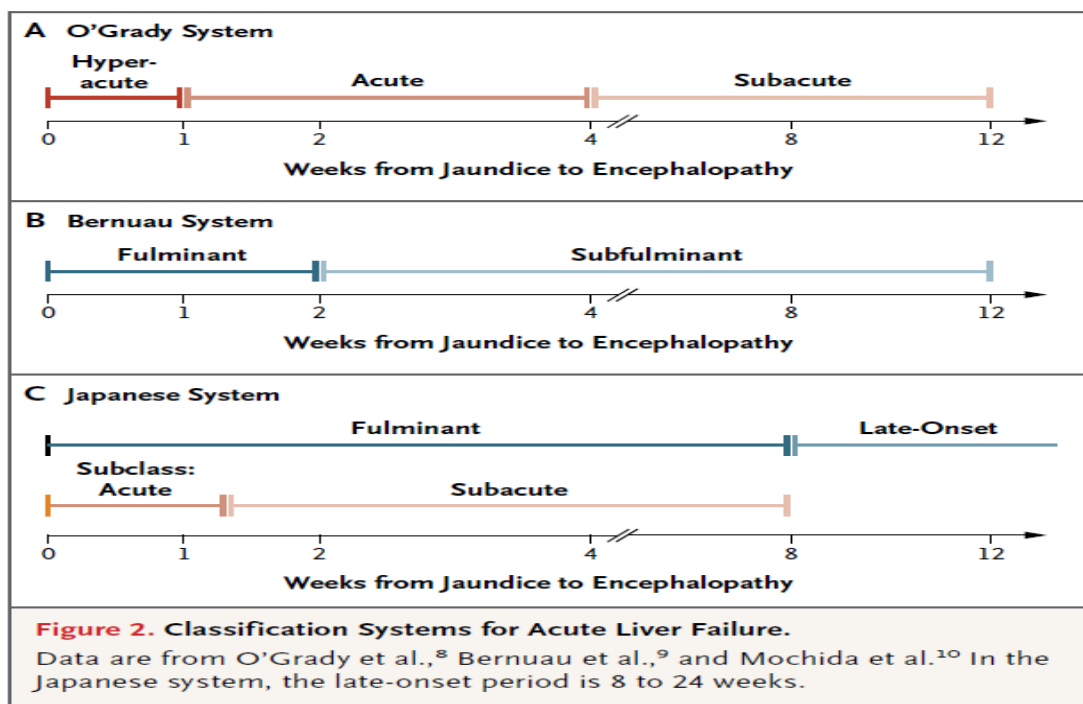 A O'Grady System
Hyper-
acute Acute Subacute
0 1 2 4 8 12
Weeks from Jaundice to Encephalopathy
B Bernuau System
Fulminant Subfulminant
0 1 2 4 8 12
Weeks from Jaundice to Encephalopathy
C Japanese System
Fulminant Late-Onset
Subclass:
Acute Subacute
0 1 2 4 8 12
Weeks from Jaundice to Encephalopathy
Figure 2. Classification Systems for Acute Liver Failure.
Data are from O'Grady et al.,⁸ Bernuau et al.,⁹ and Mochida et al.¹⁰ In the
Japanese system, the late-onset period is 8 to 24 weeks.